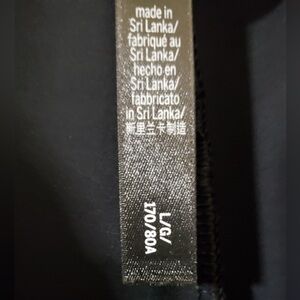 made in
Sri Lanka/
fabriqué au
Sri Lanka/
hecho en
Sri Lanka/
fabbricato
in Sri Lanka/
斯里兰卡制造
L/G/
170/80A